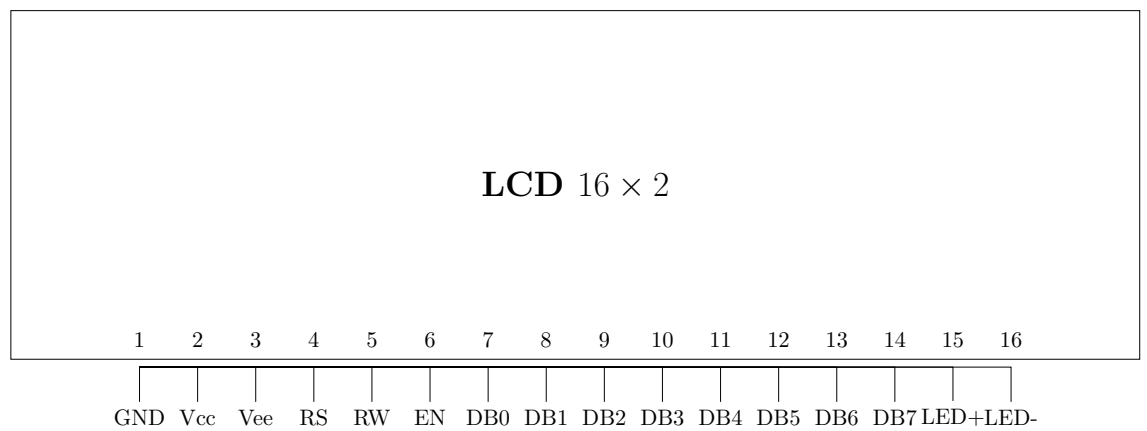 LCD 16 × 2
1 2 3 4 5 6 7 8 9 10 11 12 13 14 15 16
GND Vcc Vee RS RW EN DB0 DB1 DB2 DB3 DB4 DB5 DB6 DB7 LED+ LED-